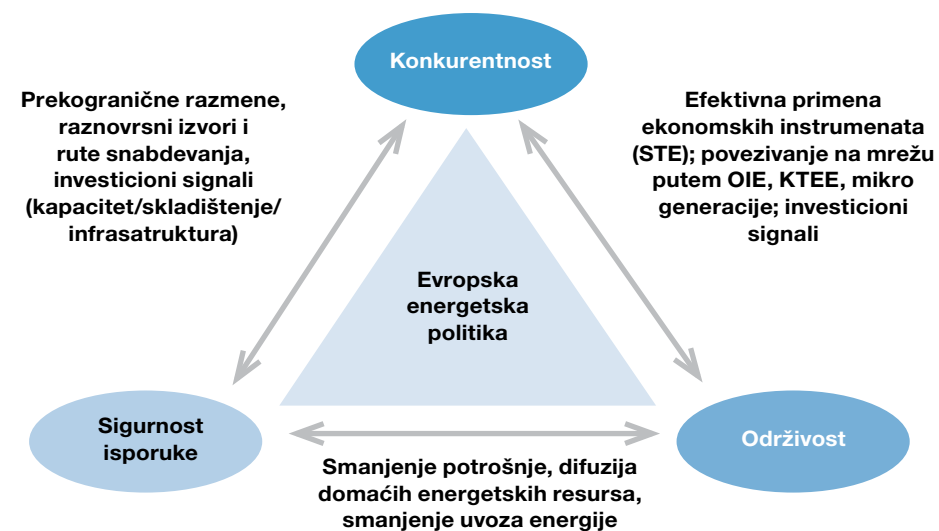 Konkurentnost
Prekogranične razmene,
raznovrsni izvori i
rute snabdevanja,
investicioni signali
(kapacitet/skladištenje/
infrasatruktura)
Efektivna primena
ekonomskih instrumenata
(STE); povezivanje na mrežu
putem OIE, KTEE, mikro
generacije; investicioni
signali
Evropska
energetska
politika
Sigurnost
isporuke
Održivost
Smanjenje potrošnje, difuzija
domaćih energetskih resursa,
smanjenje uvoza energije